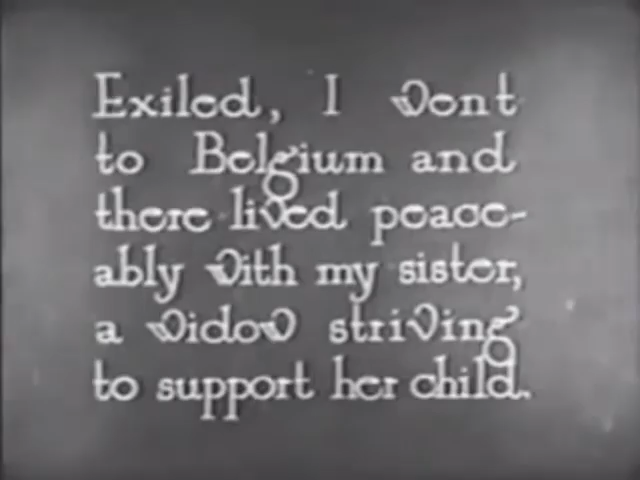 Exiled, I went
to Belgium and
there lived peace-
ably with my sister,
a widow striving
to support her child.